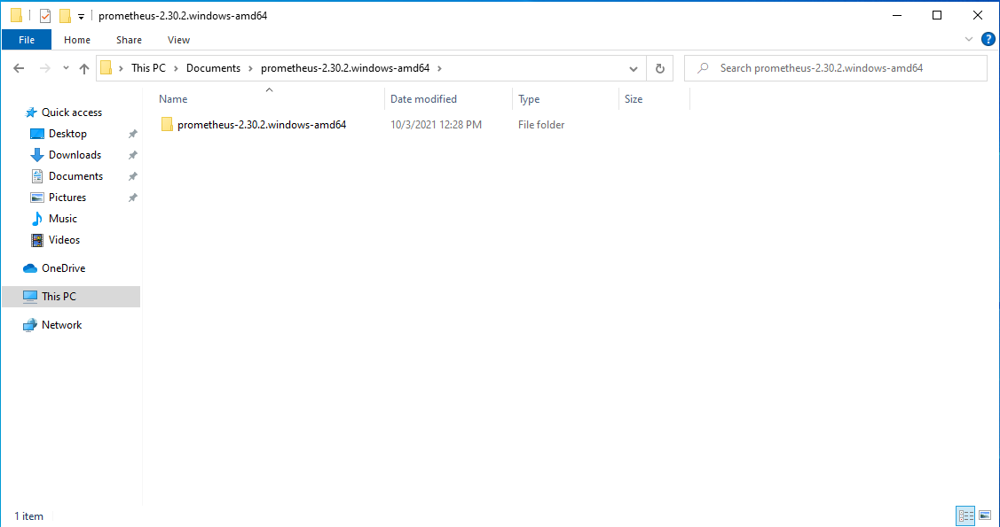 prometheus-2.30.2.windows-amd64
File Home Share View
?
This PC Documents prometheus-2.30.2.windows-amd64 Search prometheus-2.30.2.windows-amd64
Name Date modified Type Size
prometheus-2.30.2.windows-amd64 10/3/2021 12:28 PM File folder
Quick access
Desktop
Downloads
Documents
Pictures
Music
Videos
OneDrive
This PC
Network
1 item